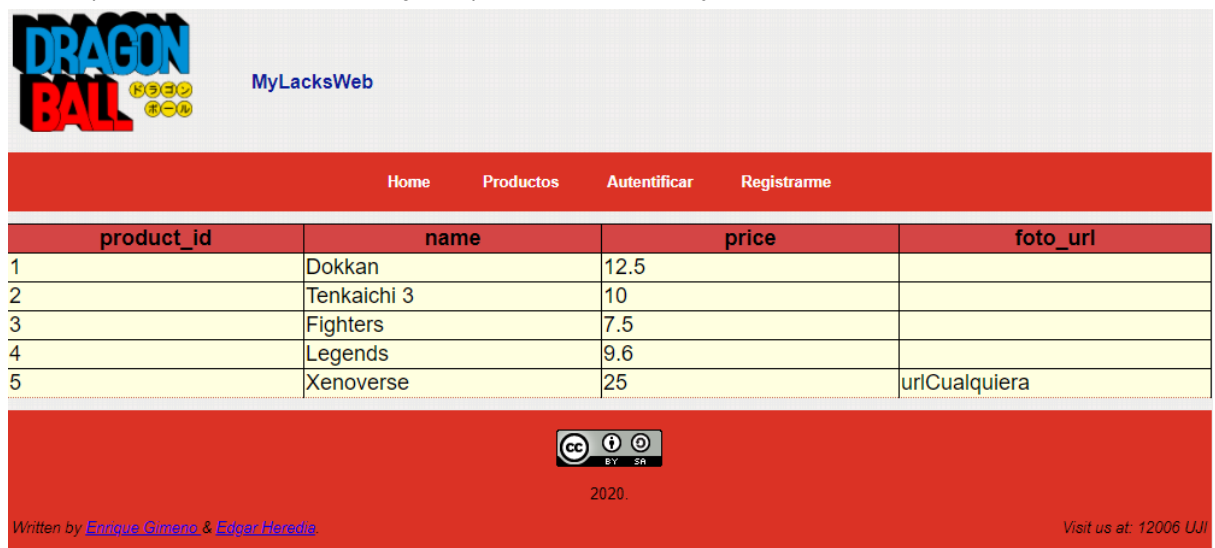 DRAGON
BALL
ドラゴン
ボール
MyLacksWeb
Home Productos Autentificar Registrarme
product_id name price foto_url
1 Dokkan 12.5
2 Tenkaichi 3 10
3 Fighters 7.5
4 Legends 9.6
5 Xenoverse 25 urlCualquiera
cc
BY SA
2020.
Written by Enrique Gimeno & Edgar Heredia. Visit us at: 12006 UJI